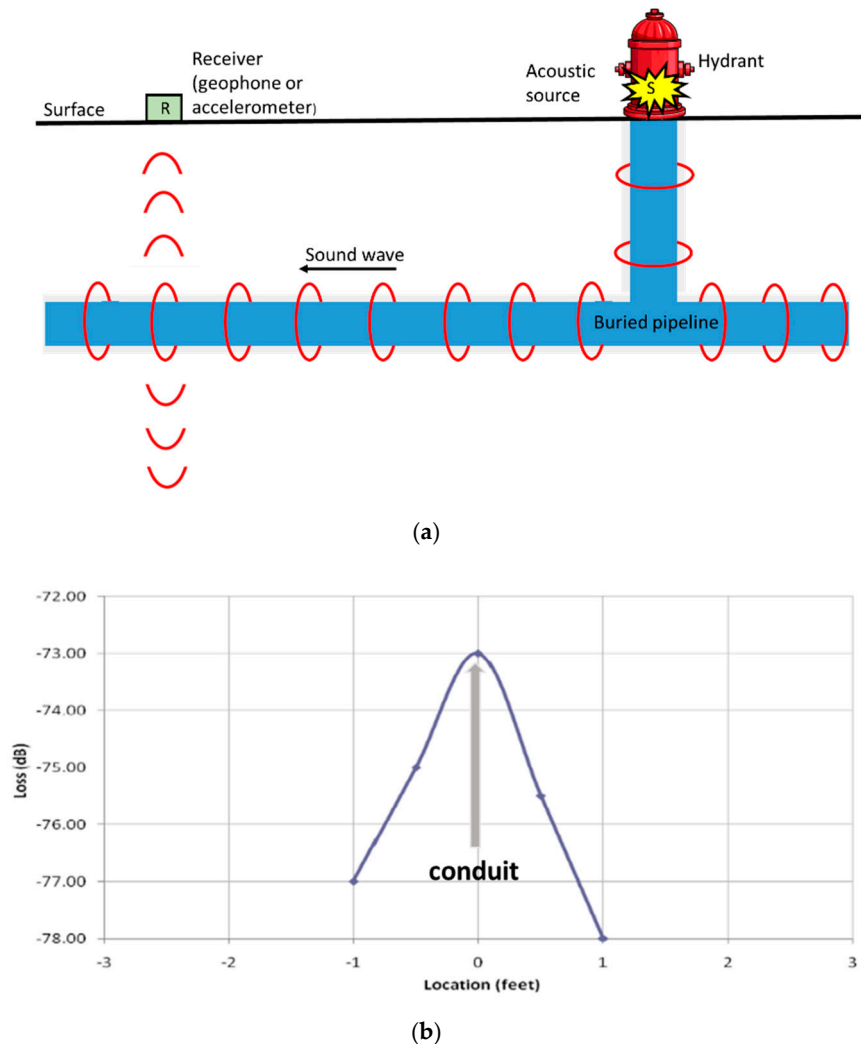 Receiver
(geophone or
accelerometer)
Surface
R
Acoustic
source
S
Hydrant
Sound wave
Buried pipeline
(a)
-72.00
-73.00
-74.00
-75.00
-76.00
-77.00
-78.00
Loss (dB)
conduit
-3 -2 -1 0 1 2 3
Location (feet)
(b)